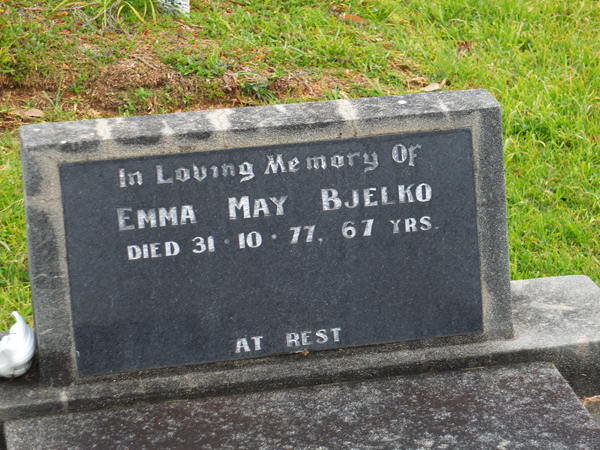 In Loving Memory Of
EMMA MAY BJELKO
DIED 31·10·77, 67 YRS.
AT REST